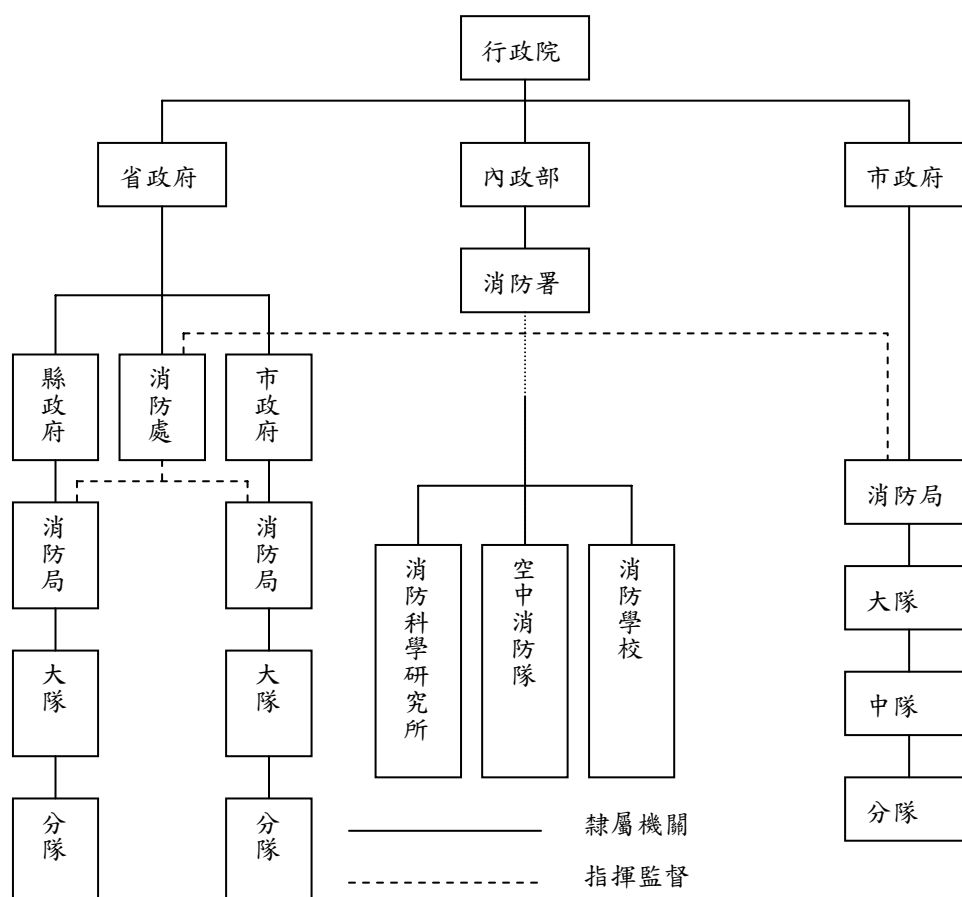 行政院
省政府
內政部
市政府
消防署
縣政府
消防處
市政府
消防局
消防局
消防局
消防科學研究所
空中消防隊
消防學校
大隊
大隊
大隊
中隊
分隊
分隊
分隊
隸屬機關
指揮監督